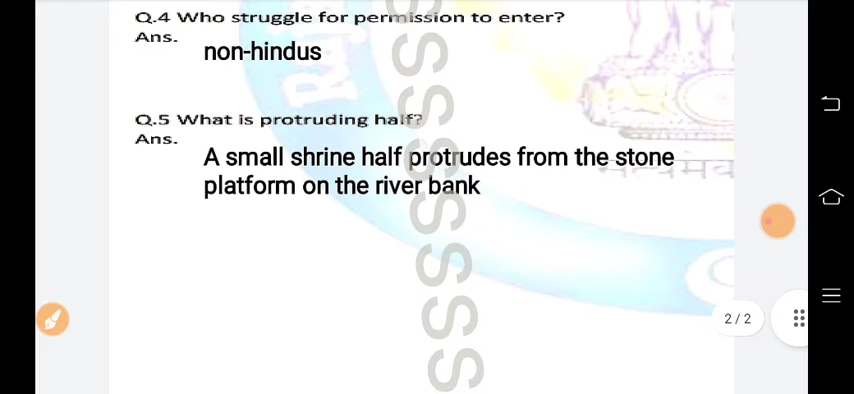 Q.4 Who struggle for permission to enter?
Ans.
non-hindus
Q.5 What is protruding half?
Ans.
A small shrine half protrudes from the stone
platform on the river bank
SSSSSSSS
2/2